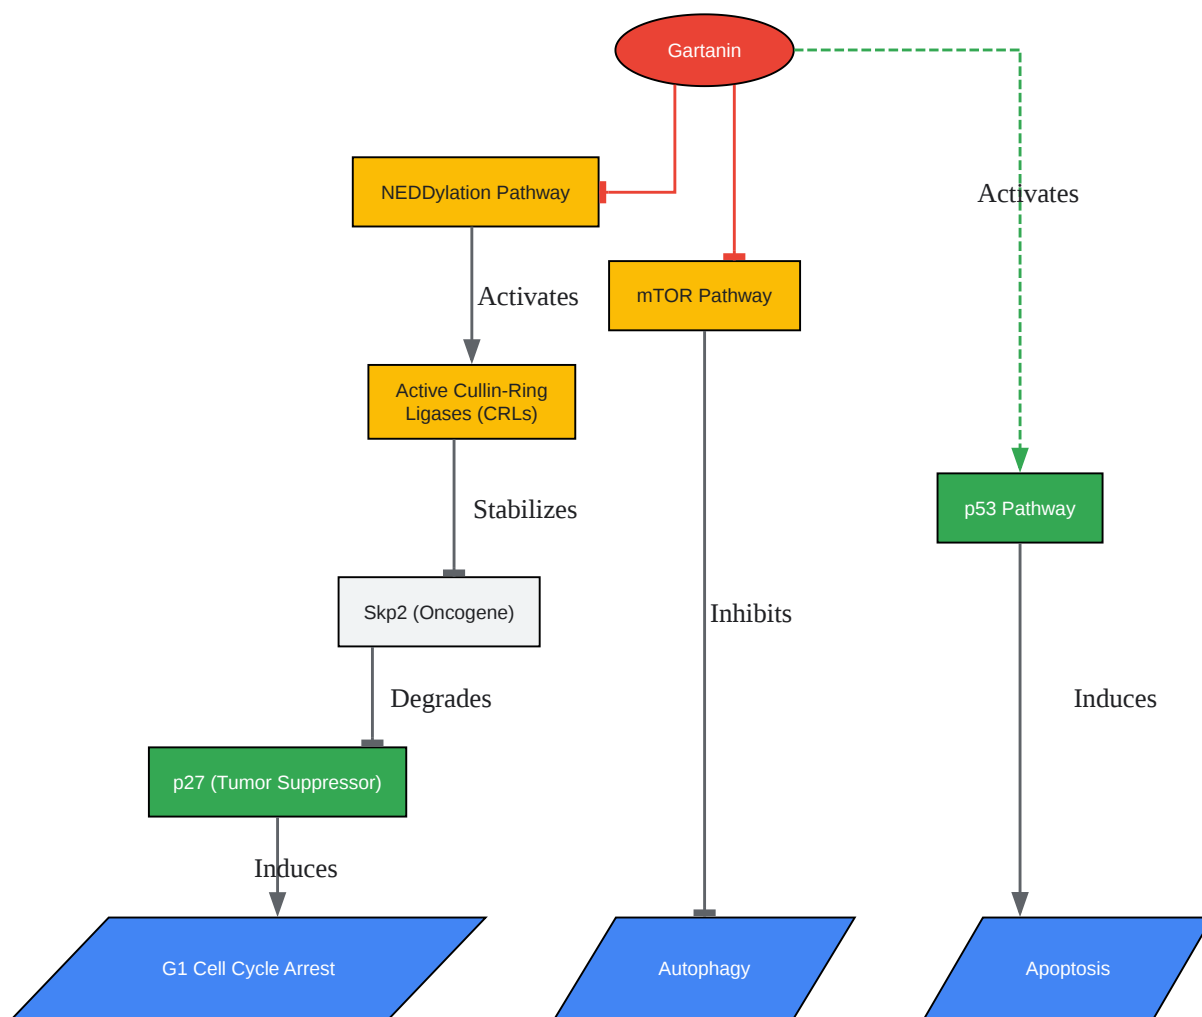 Gartanin
NEDDylation Pathway
Activates
Activates
mTOR Pathway
Active Cullin-Ring
Ligases (CRLs)
Stabilizes
p53 Pathway
Skp2 (Oncogene)
Inhibits
Degrades
Induces
p27 (Tumor Suppressor)
Induces
G1 Cell Cycle Arrest
Autophagy
Apoptosis